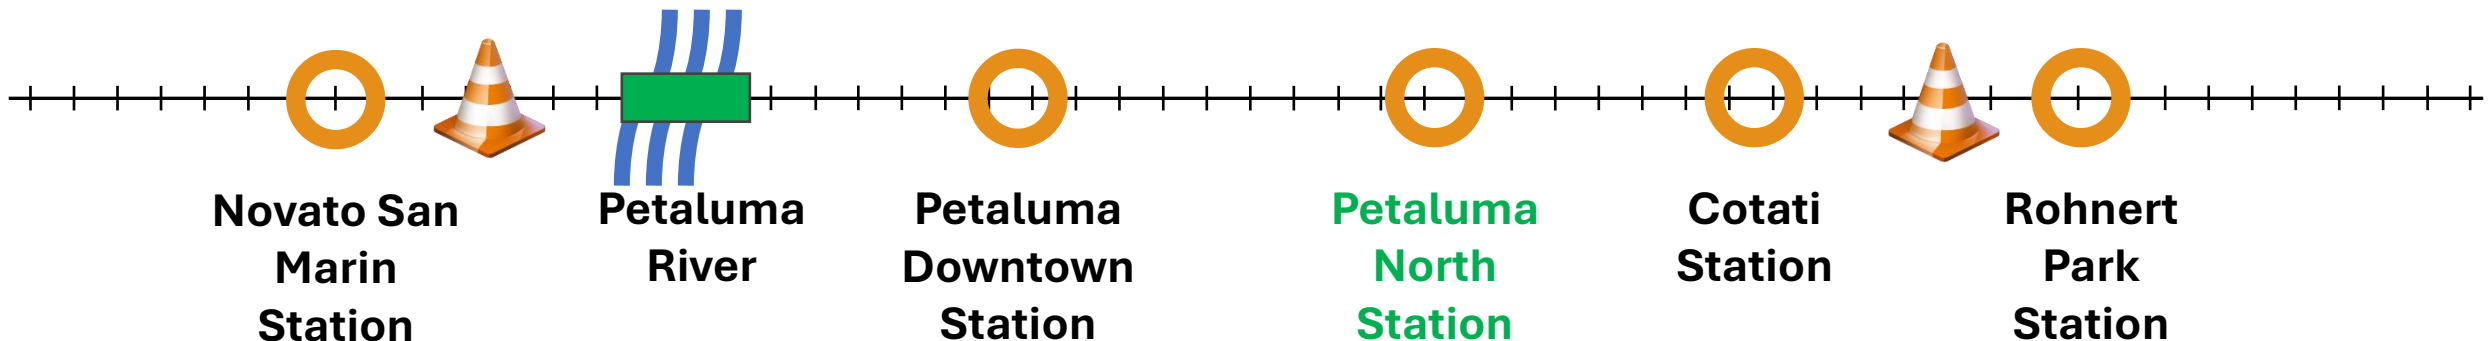 Novato San
Marin
Station
Petaluma
River
Petaluma
Downtown
Station
Petaluma
North
Station
Cotati
Station
Rohnert
Park
Station